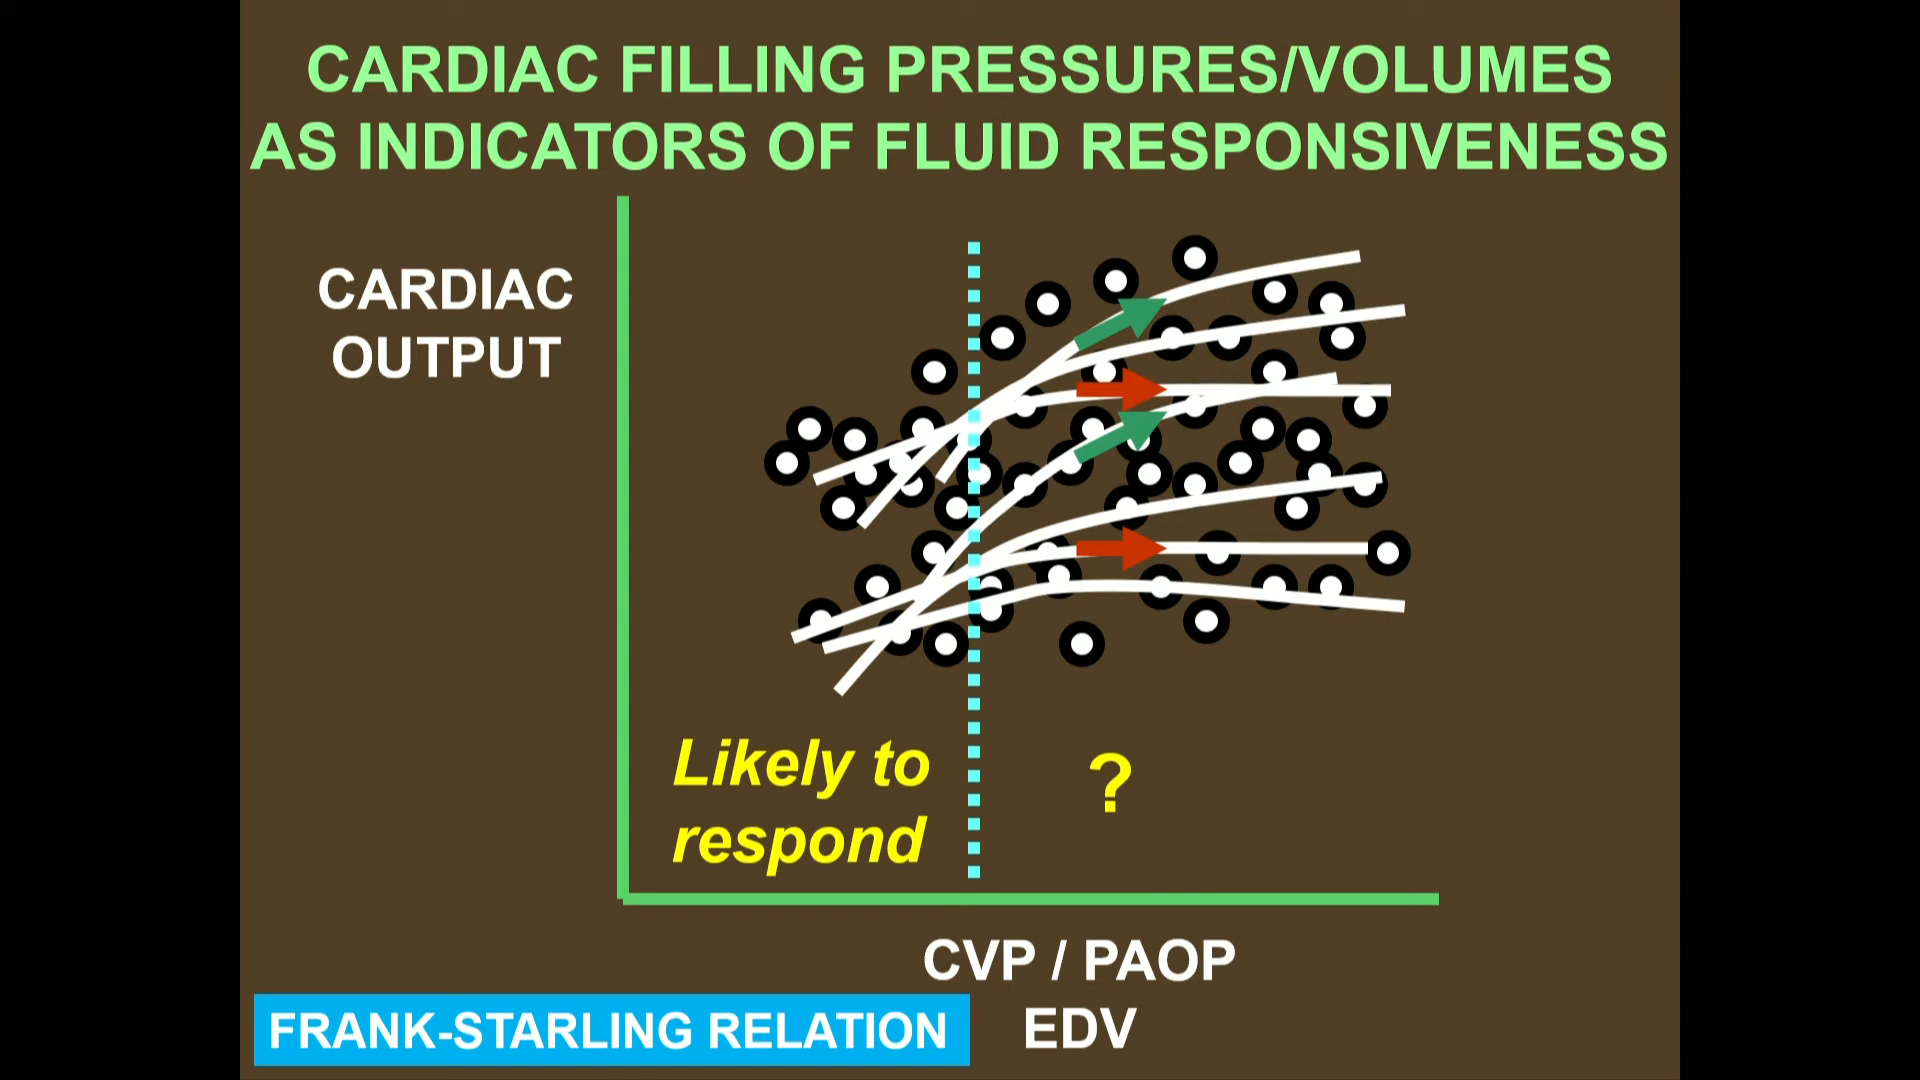 CARDIAC FILLING PRESSURES/VOLUMES
AS INDICATORS OF FLUID RESPONSIVENESS
CARDIAC
OUTPUT
Likely to
respond
?
CVP / PAOP
EDV
FRANK-STARLING RELATION